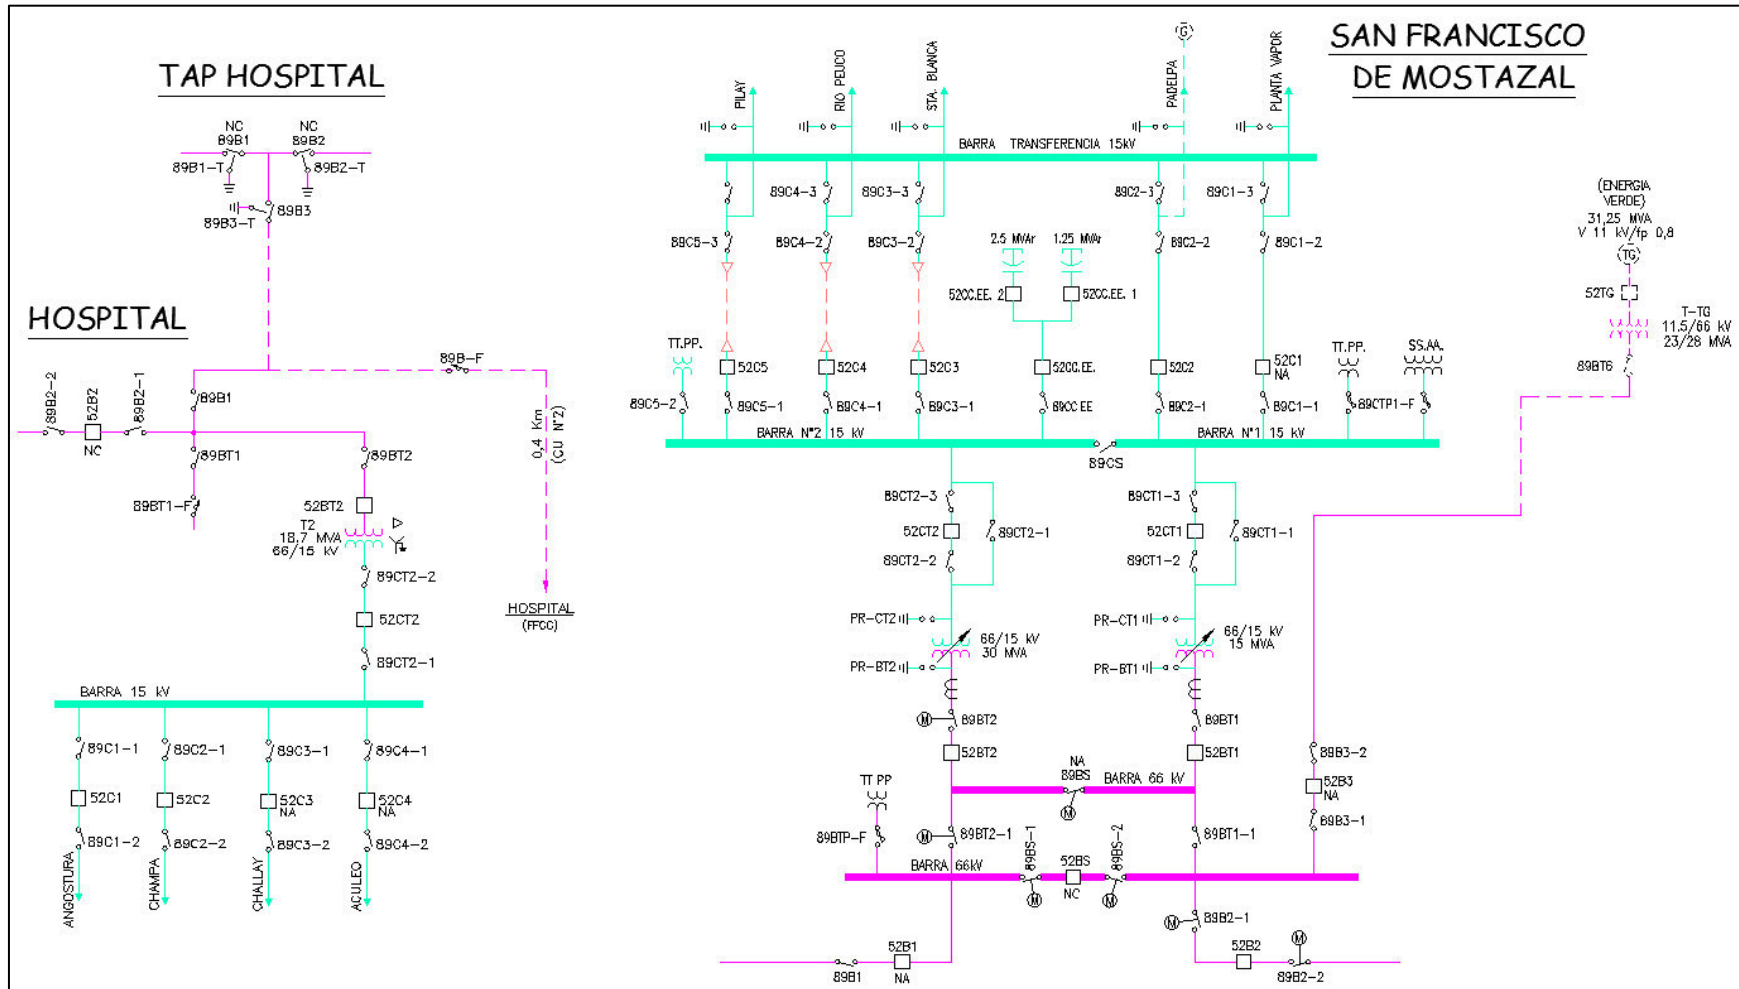 TAP HOSPITAL
NC
89B1
NC
89B2
89B1-T
89B2-T
89B3
89B3-T
HOSPITAL
89B-F
89B2-2
52B2
89B2-1
NC
89B1
89BT1
89BT2
89BT1-F
52BT2
T2
18,7 MVA
66/15 kV
0,4 Km
(CU N°2)
89CT2-2
52CT2
89CT2-1
HOSPITAL
(FFCC)
BARRA 15 kV
89C1-1
89C2-1
89C3-1
89C4-1
52C1
52C2
52C3
NA
52C4
NA
89C1-2
89C2-2
89C3-2
89C4-2
ANGOSTURA
CHAMPA
CHALLAY
ACULEO
SAN FRANCISCO
DE MOSTAZAL
G
PILAY
RIO PEUCO
STA. BLANCA
PADELPA
PLANTA VAPOR
BARRA TRANSFERENCIA 15kV
89C4-3
89C3-3
89C2-3
89C1-3
89C5-3
89C4-2
89C3-2
89C2-2
89C1-2
2.5 MVAr
1.25 MVAr
52CC.EE. 2
52CC.EE. 1
TT.PP.
52C5
52C4
52C3
52CC.EE.
52C2
52C1
NA
TT.PP.
SS.AA.
89C5-2
89C5-1
89C4-1
89C3-1
89CC.EE
89C2-1
89C1-1
89CTP1-F
BARRA N°2 15 kV
BARRA N°1 15 kV
89CS
(ENERGIA
VERDE)
31,25 MVA
V 11 kV/fp 0,8
TG
52TG
T-TG
11.5/66 kV
23/28 MVA
89BT6
89CT2-3
89CT1-3
52CT2
89CT2-1
52CT1
89CT1-1
89CT2-2
89CT1-2
PR-CT2
PR-CT1
66/15 kV
30 MVA
66/15 kV
15 MVA
PR-BT2
PR-BT1
M
89BT2
89BT1
52BT2
52BT1
NA
89BS
BARRA 66 kV
M
89B3-2
52B3
NA
89B3-1
TT PP
89BTP-F
M
89BT2-1
89BT1-1
BARRA 66kV
89BS-1
52BS
89BS-2
NC
M
M
M
89B2-1
52B1
NA
89B1
52B2
M
89B2-2